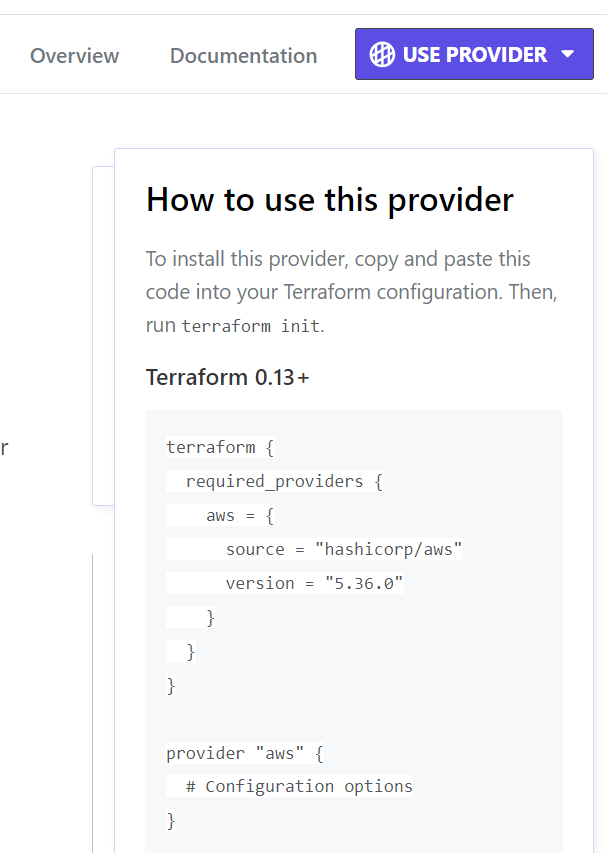 Overview Documentation USE PROVIDER
How to use this provider
To install this provider, copy and paste this
code into your Terraform configuration. Then,
run terraform init.
Terraform 0.13+
r
terraform {
  required_providers {
    aws = {
      source = "hashicorp/aws"
      version = "5.36.0"
    }
  }
}

provider "aws" {
  # Configuration options
}